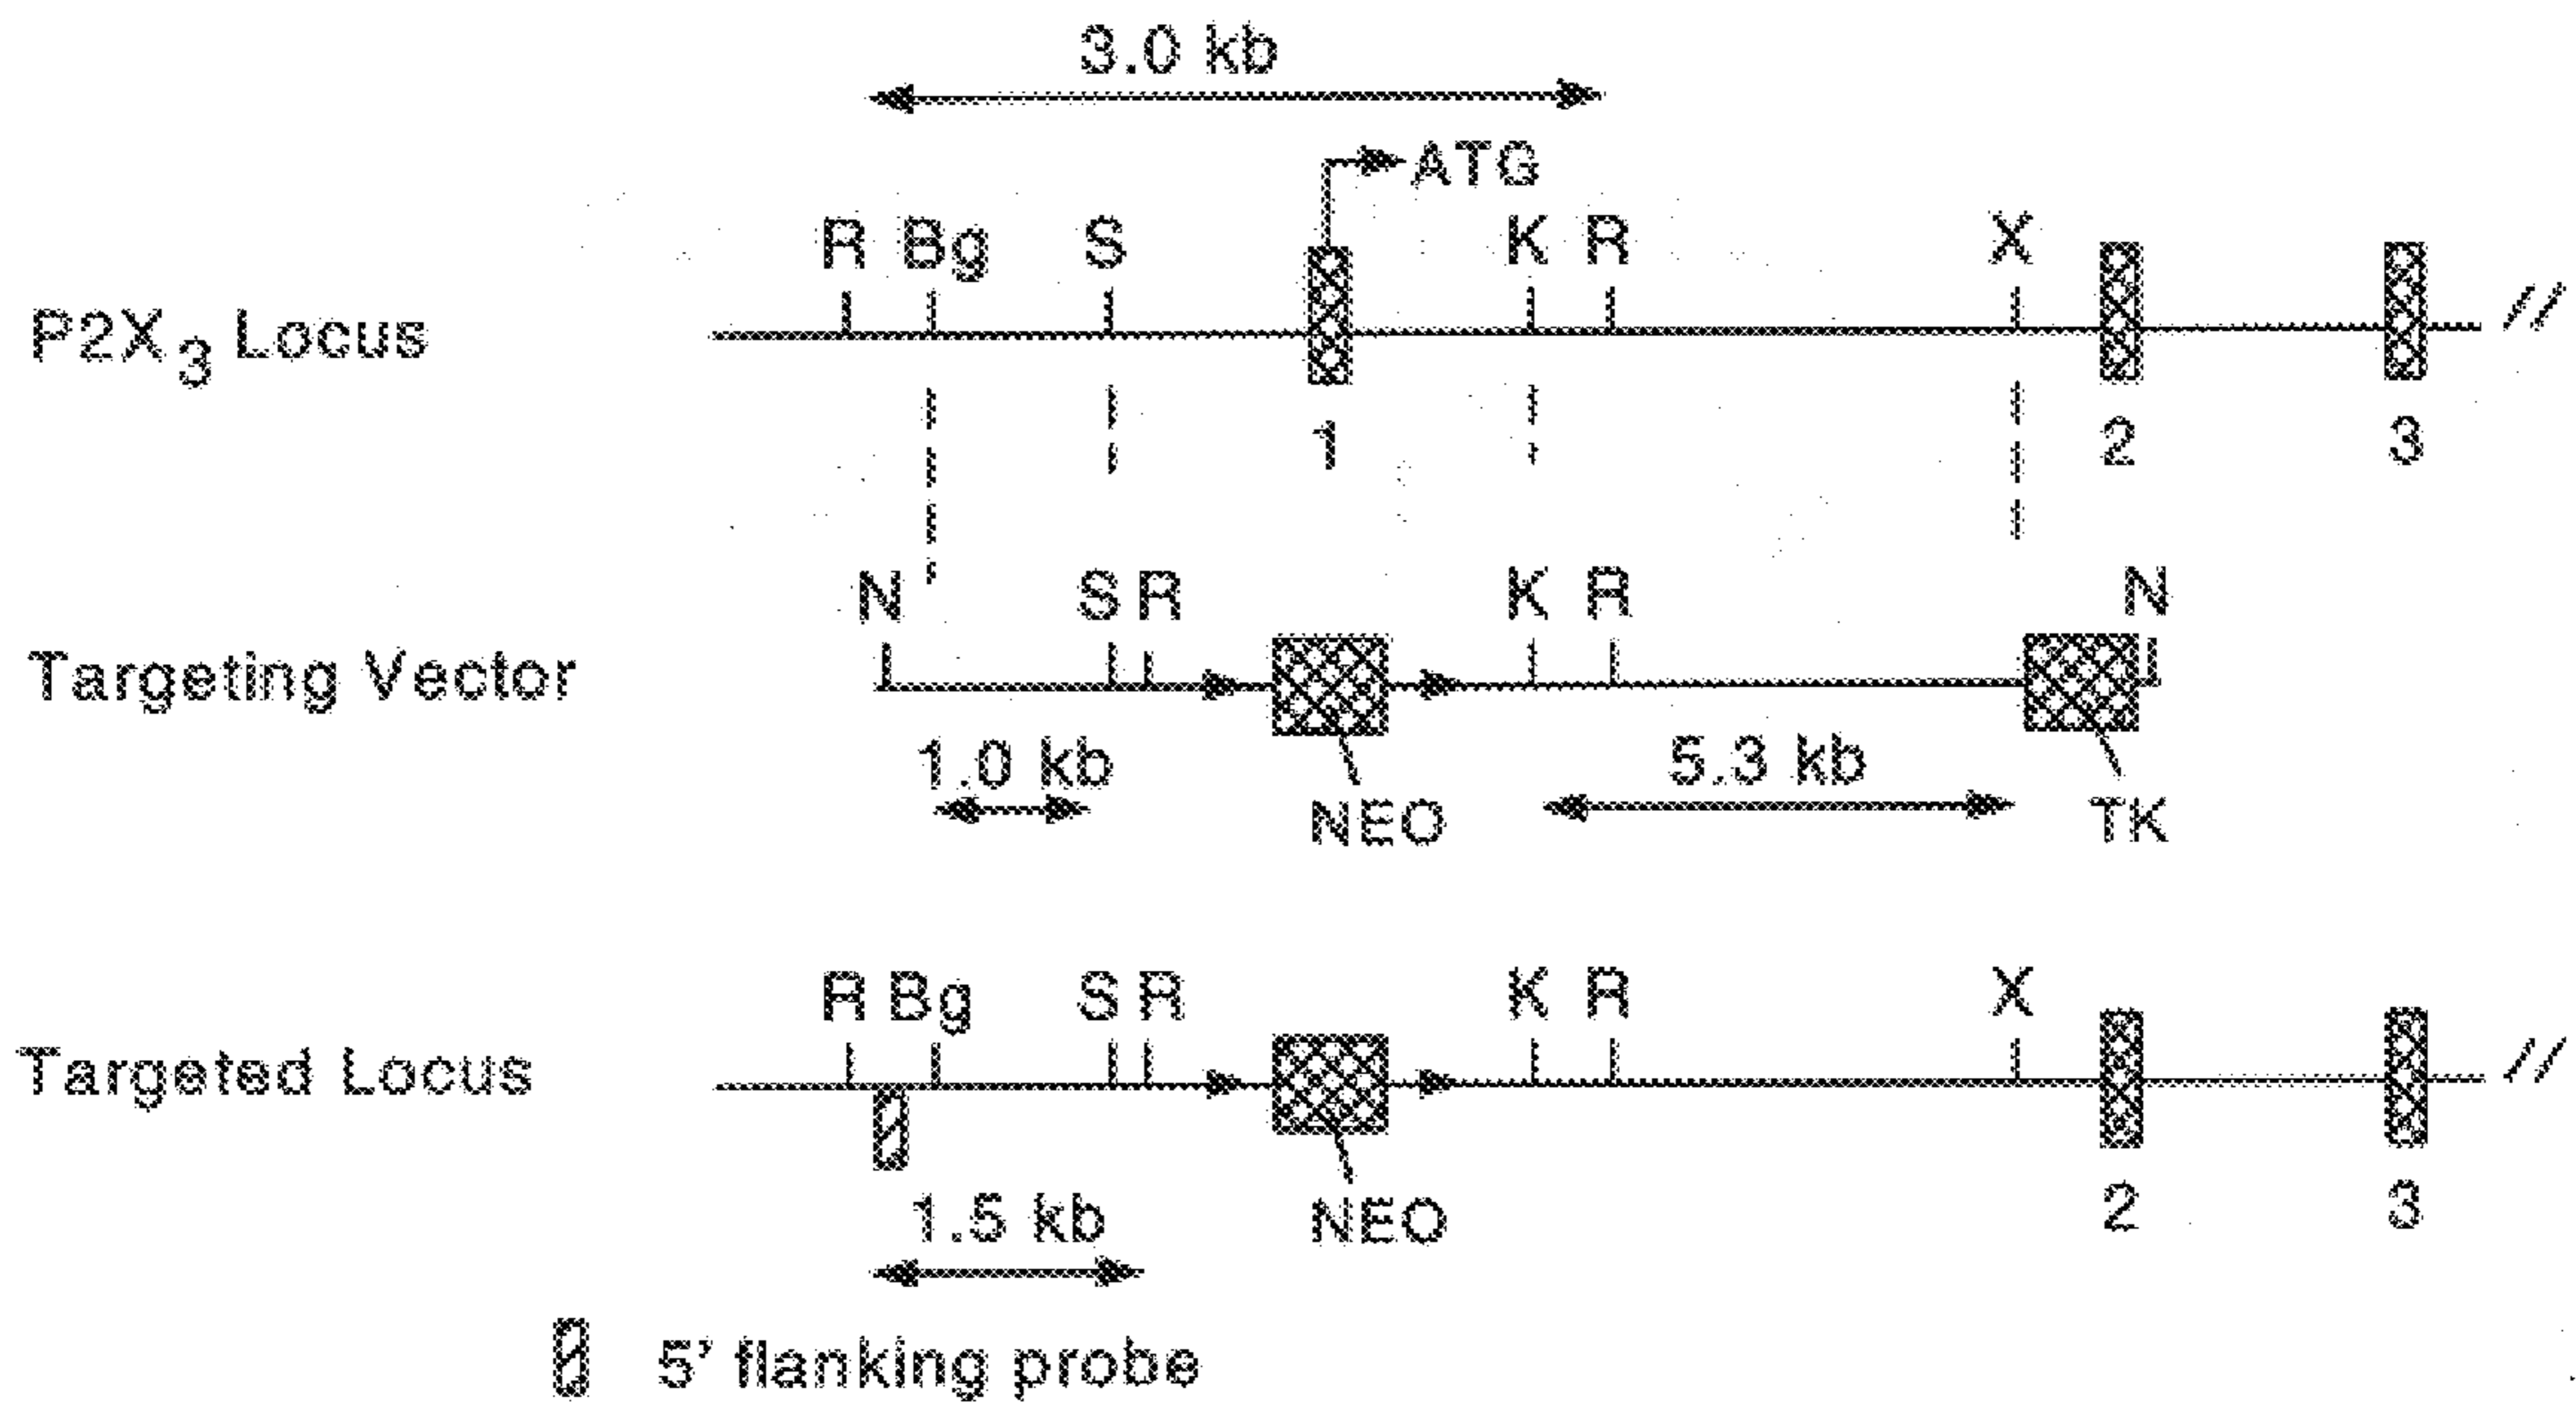 3.0 kb
ATG
R Bg S K R X
P2X3 Locus
1 2 3
N S R K R N
Targeting Vector
1.0 kb 5.3 kb
NEO TK
R Bg S R K R X
Targeted Locus
1.5 kb NEO 2 3
5' flanking probe